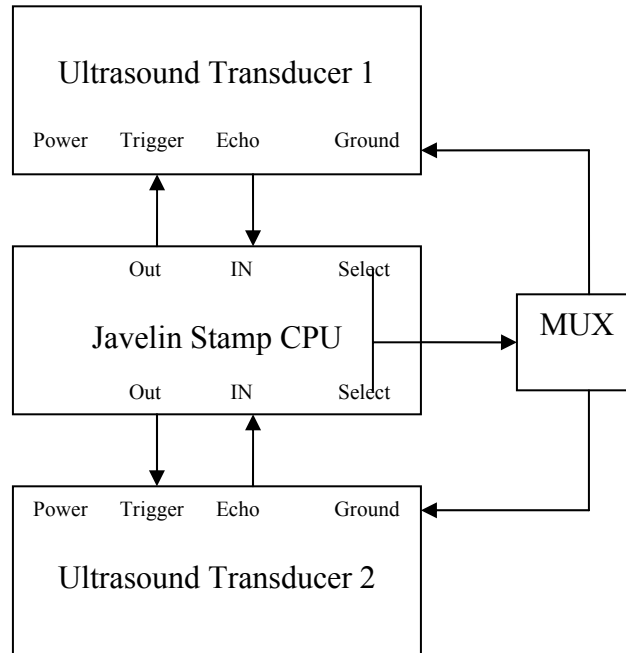 Ultrasound Transducer 1
Power Trigger Echo Ground
Out IN Select
Javelin Stamp CPU
MUX
Out IN Select
Power Trigger Echo Ground
Ultrasound Transducer 2